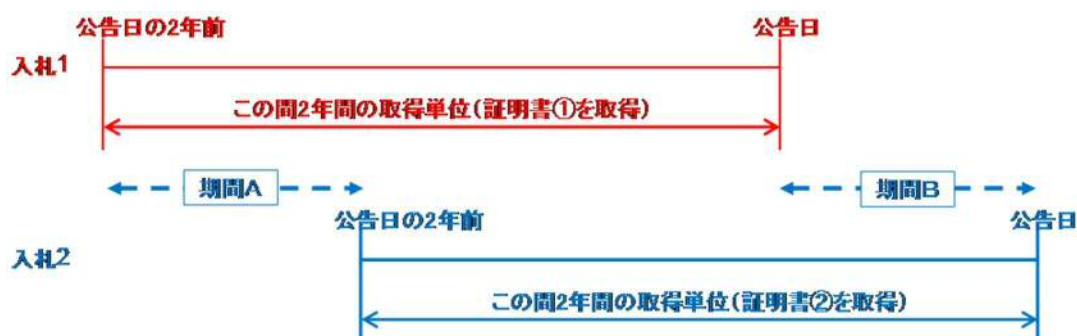 公告日の2年前
公告日
入札1
この間2年間の取得単位(証明書①を取得)
期間A
期間B
公告日の2年前
公告日
入札2
この間2年間の取得単位(証明書②を取得)